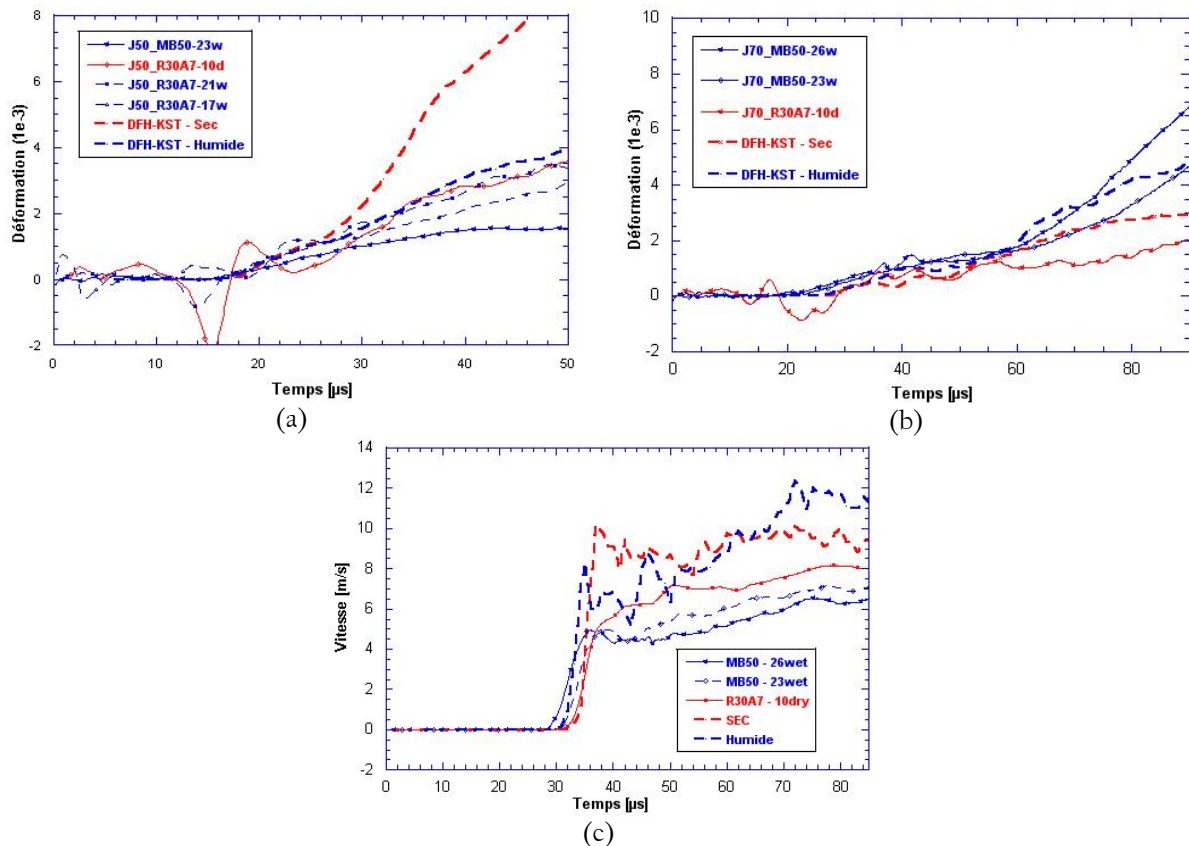 8
6
4
2
0
-2
Déformation (1e-3)
J50_MB50-23w
J50_R30A7-10d
J50_R30A7-21w
J50_R30A7-17w
DFH-KST - Sec
DFH-KST - Humide
0 10 20 30 40 50
Temps [µs]
(a)
10
8
6
4
2
0
-2
Déformation (1e-3)
J70_MB50-26w
J70_MB50-23w
J70_R30A7-10d
DFH-KST - Sec
DFH-KST - Humide
0 20 40 60 80
Temps [µs]
(b)
14
12
10
8
6
4
2
0
-2
Vitesse [m/s]
MB50 - 26wet
MB50 - 23wet
R30A7 - 10dry
SEC
Humide
0 10 20 30 40 50 60 70 80
Temps [µs]
(c)